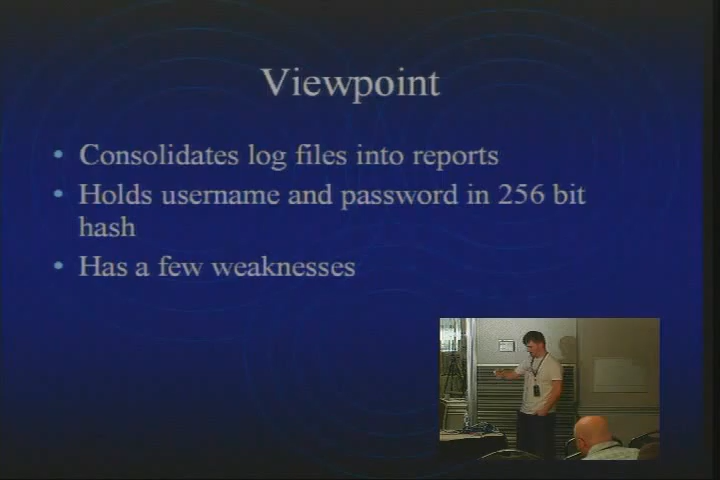 Viewpoint
• Consolidates log files into reports
• Holds username and password in 256 bit
hash
• Has a few weaknesses